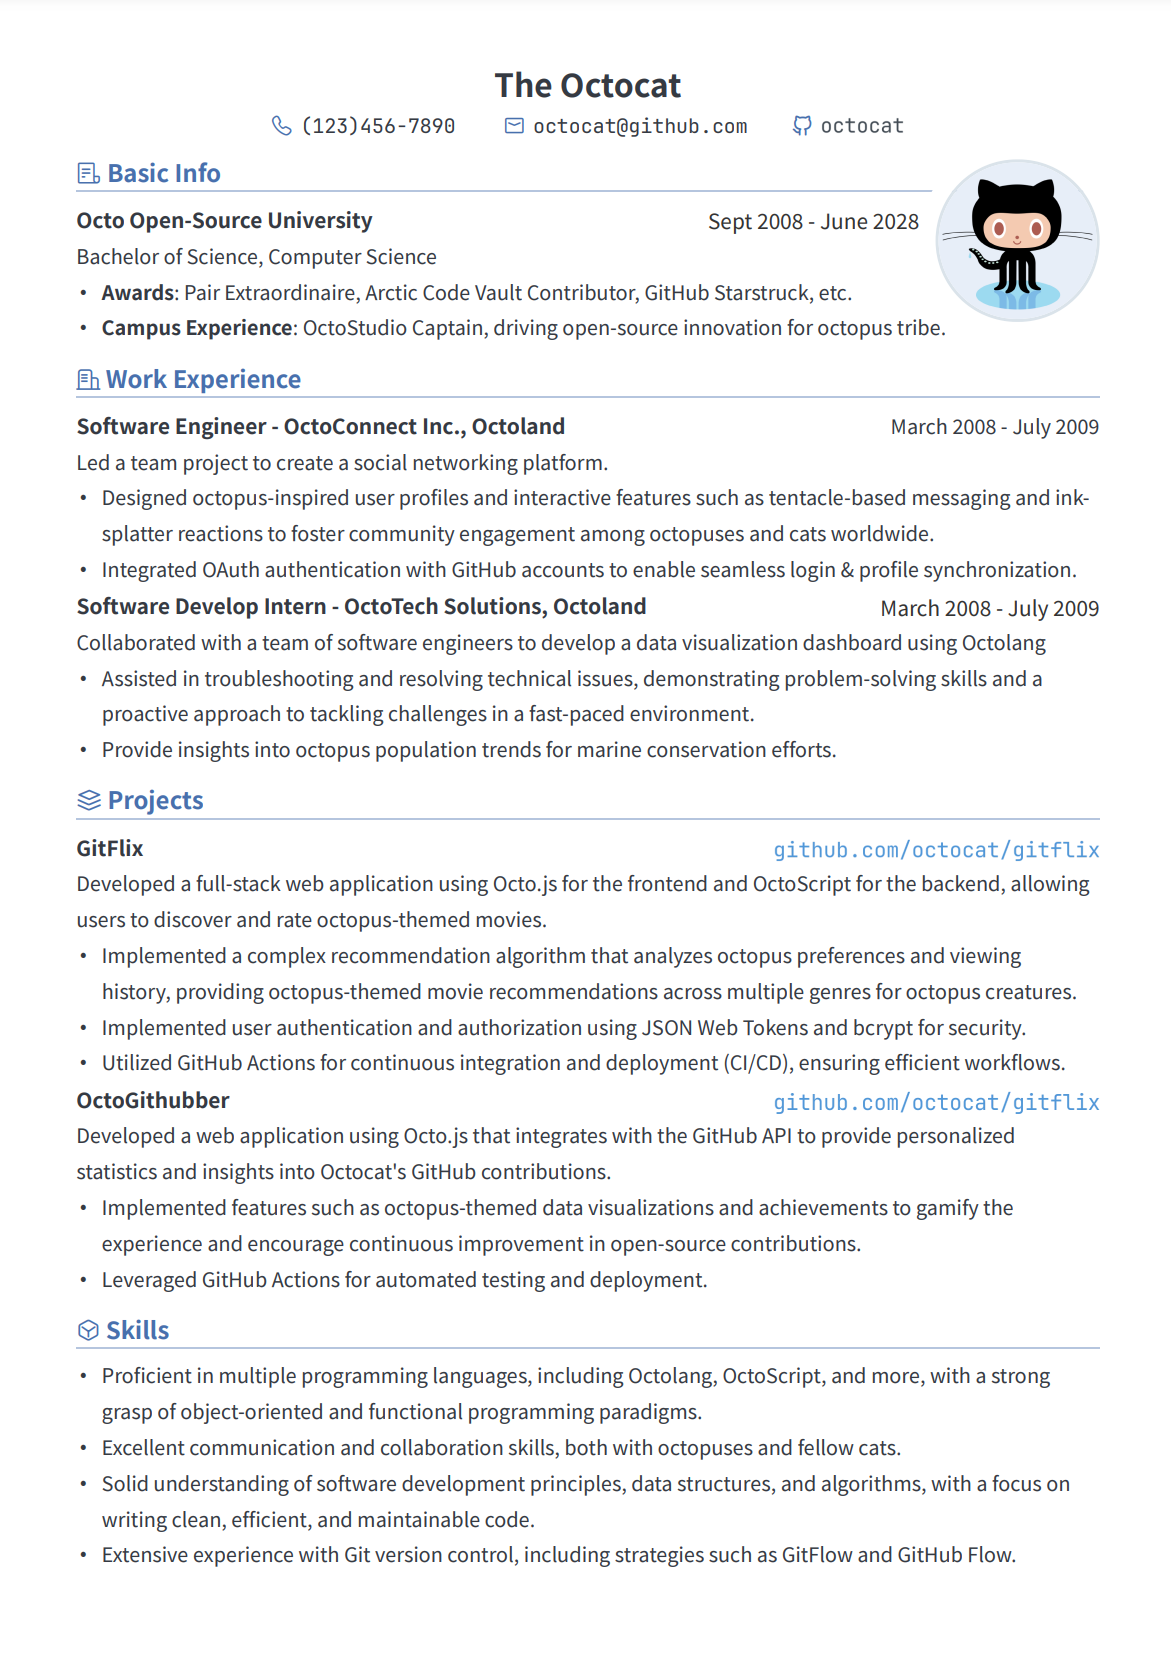 The Octocat
(123)456-7890 octocat@github.com octocat
Basic Info
Octo Open-Source University Sept 2008 - June 2028
Bachelor of Science, Computer Science
• Awards: Pair Extraordinaire, Arctic Code Vault Contributor, GitHub Starstruck, etc.
• Campus Experience: OctoStudio Captain, driving open-source innovation for octopus tribe.
Work Experience
Software Engineer - OctoConnect Inc., Octoland March 2008 - July 2009
Led a team project to create a social networking platform.
• Designed octopus-inspired user profiles and interactive features such as tentacle-based messaging and ink-
splatter reactions to foster community engagement among octopuses and cats worldwide.
• Integrated OAuth authentication with GitHub accounts to enable seamless login & profile synchronization.
Software Develop Intern - OctoTech Solutions, Octoland March 2008 - July 2009
Collaborated with a team of software engineers to develop a data visualization dashboard using Octolang
• Assisted in troubleshooting and resolving technical issues, demonstrating problem-solving skills and a
proactive approach to tackling challenges in a fast-paced environment.
• Provide insights into octopus population trends for marine conservation efforts.
Projects
GitFlix github.com/octocat/gitflix
Developed a full-stack web application using Octo.js for the frontend and OctoScript for the backend, allowing
users to discover and rate octopus-themed movies.
• Implemented a complex recommendation algorithm that analyzes octopus preferences and viewing
history, providing octopus-themed movie recommendations across multiple genres for octopus creatures.
• Implemented user authentication and authorization using JSON Web Tokens and bcrypt for security.
• Utilized GitHub Actions for continuous integration and deployment (CI/CD), ensuring efficient workflows.
OctoGithubber github.com/octocat/gitflix
Developed a web application using Octo.js that integrates with the GitHub API to provide personalized
statistics and insights into Octocat's GitHub contributions.
• Implemented features such as octopus-themed data visualizations and achievements to gamify the
experience and encourage continuous improvement in open-source contributions.
• Leveraged GitHub Actions for automated testing and deployment.
Skills
• Proficient in multiple programming languages, including Octolang, OctoScript, and more, with a strong
grasp of object-oriented and functional programming paradigms.
• Excellent communication and collaboration skills, both with octopuses and fellow cats.
• Solid understanding of software development principles, data structures, and algorithms, with a focus on
writing clean, efficient, and maintainable code.
• Extensive experience with Git version control, including strategies such as GitFlow and GitHub Flow.